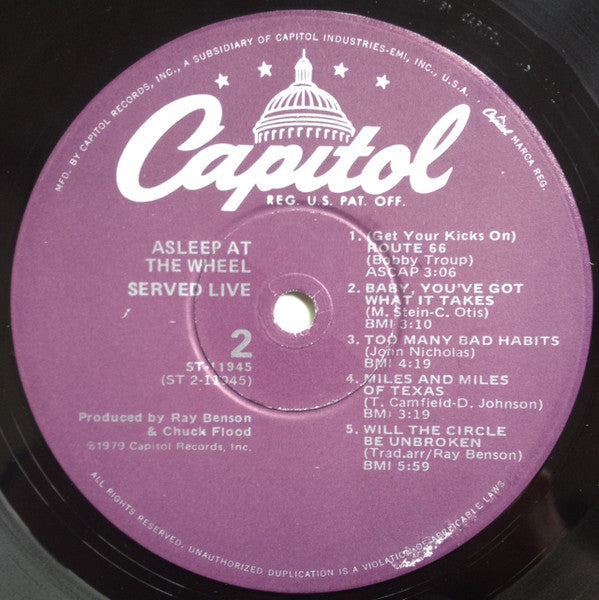 MFD. BY CAPITOL RECORDS, INC., A SUBSIDIARY OF CAPITOL INDUSTRIES-EMI, INC., U.S.A.
Capitol MARCA REG.
Capitol
REG. U.S. PAT. OFF.
ASLEEP AT
THE WHEEL
SERVED LIVE
2
ST-11945
(ST 2-11945)
Produced by Ray Benson
& Chuck Flood
℗1979 Capitol Records, Inc.
1. (Get Your Kicks On)
ROUTE 66
(Bobby Troup)
ASCAP 3:06
2. BABY, YOU'VE GOT
WHAT IT TAKES
(M. Stein-C. Otis)
BMI 3:10
3. TOO MANY BAD HABITS
(John Nicholas)
BMI 4:19
4. MILES AND MILES
OF TEXAS
(T. Camfield-D. Johnson)
BMI 3:19
5. WILL THE CIRCLE
BE UNBROKEN
(Trad.arr/Ray Benson)
BMI 5:59
ALL RIGHTS RESERVED. UNAUTHORIZED DUPLICATION IS A VIOLATION OF APPLICABLE LAWS